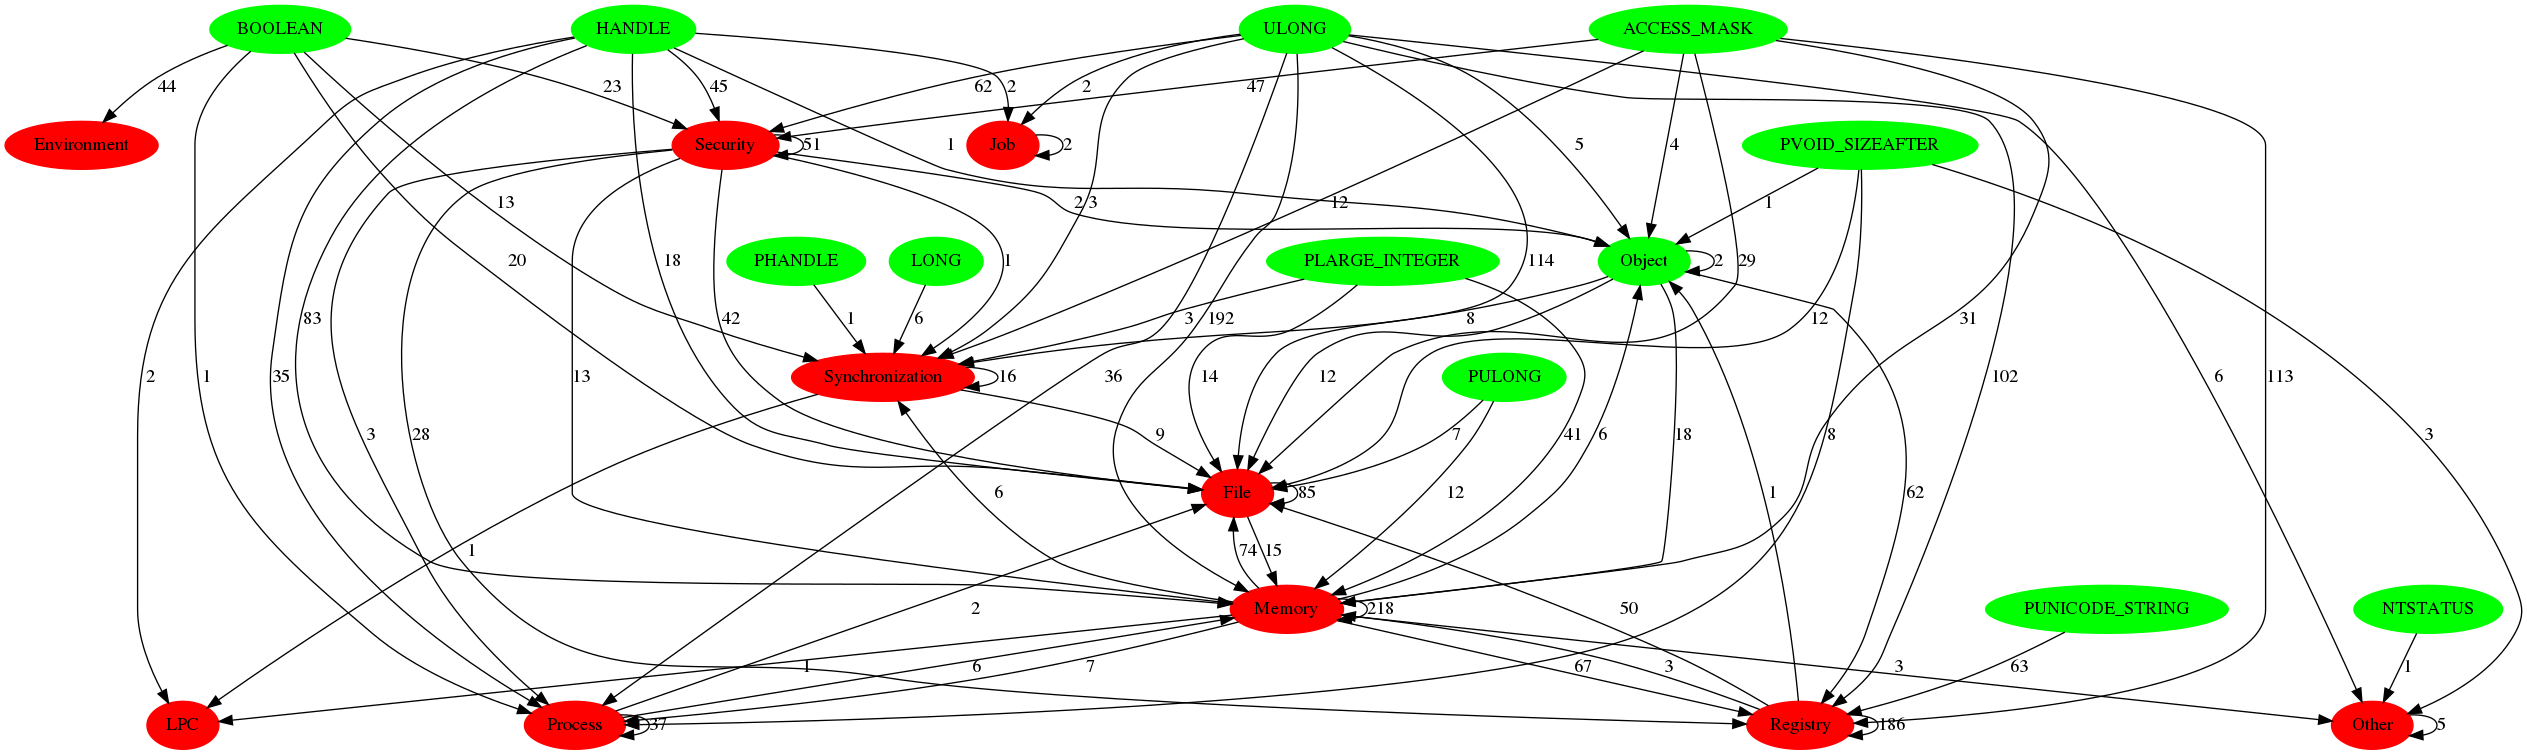 BOOLEAN HANDLE ULONG ACCESS_MASK
44 23 45 2 62 2 47
Environment Security 51 1 Job 2 5 4 PVOID_SIZEAFTER
13 2 3 12 1
20 18 PHANDLE LONG 1 PLARGE_INTEGER 114 Object 2 29
83 42 1 6 3 192 8 12 31
2 1 35 13 Synchronization 16 36 14 12 PULONG 102 6 113
3 28 9 7 41 6 18 8 3
6 File 85 12 1 62
1 74 15
2 Memory 218 50 PUNICODE_STRING NTSTATUS
1 6 7 67 3 3 63 1
LPC Process 37 Registry 186 Other 5